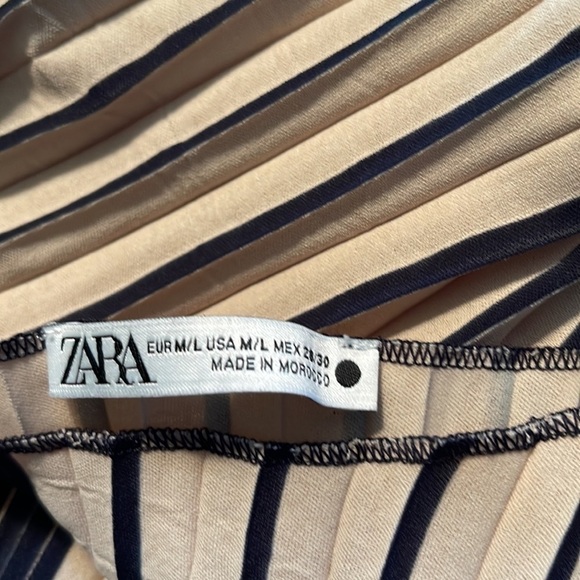 ZARA
EUR M/L USA M/L MEX 28/30
MADE IN MOROCCO